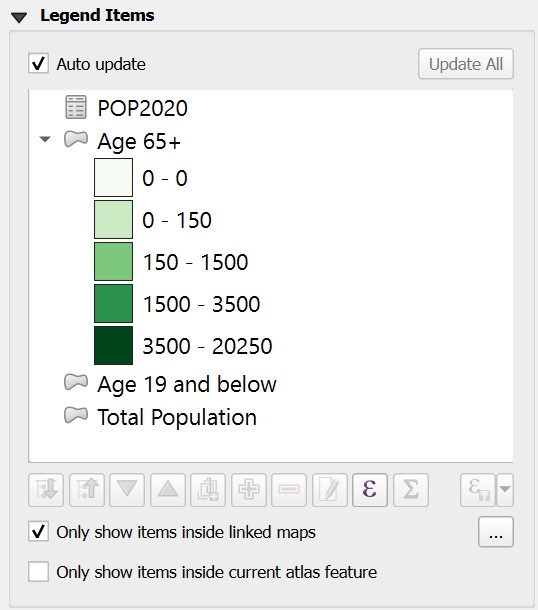 Legend Items
Auto update
Update All
POP2020
Age 65+
0 - 0
0 - 150
150 - 1500
1500 - 3500
3500 - 20250
Age 19 and below
Total Population
ε Σ ε
Only show items inside linked maps
...
Only show items inside current atlas feature